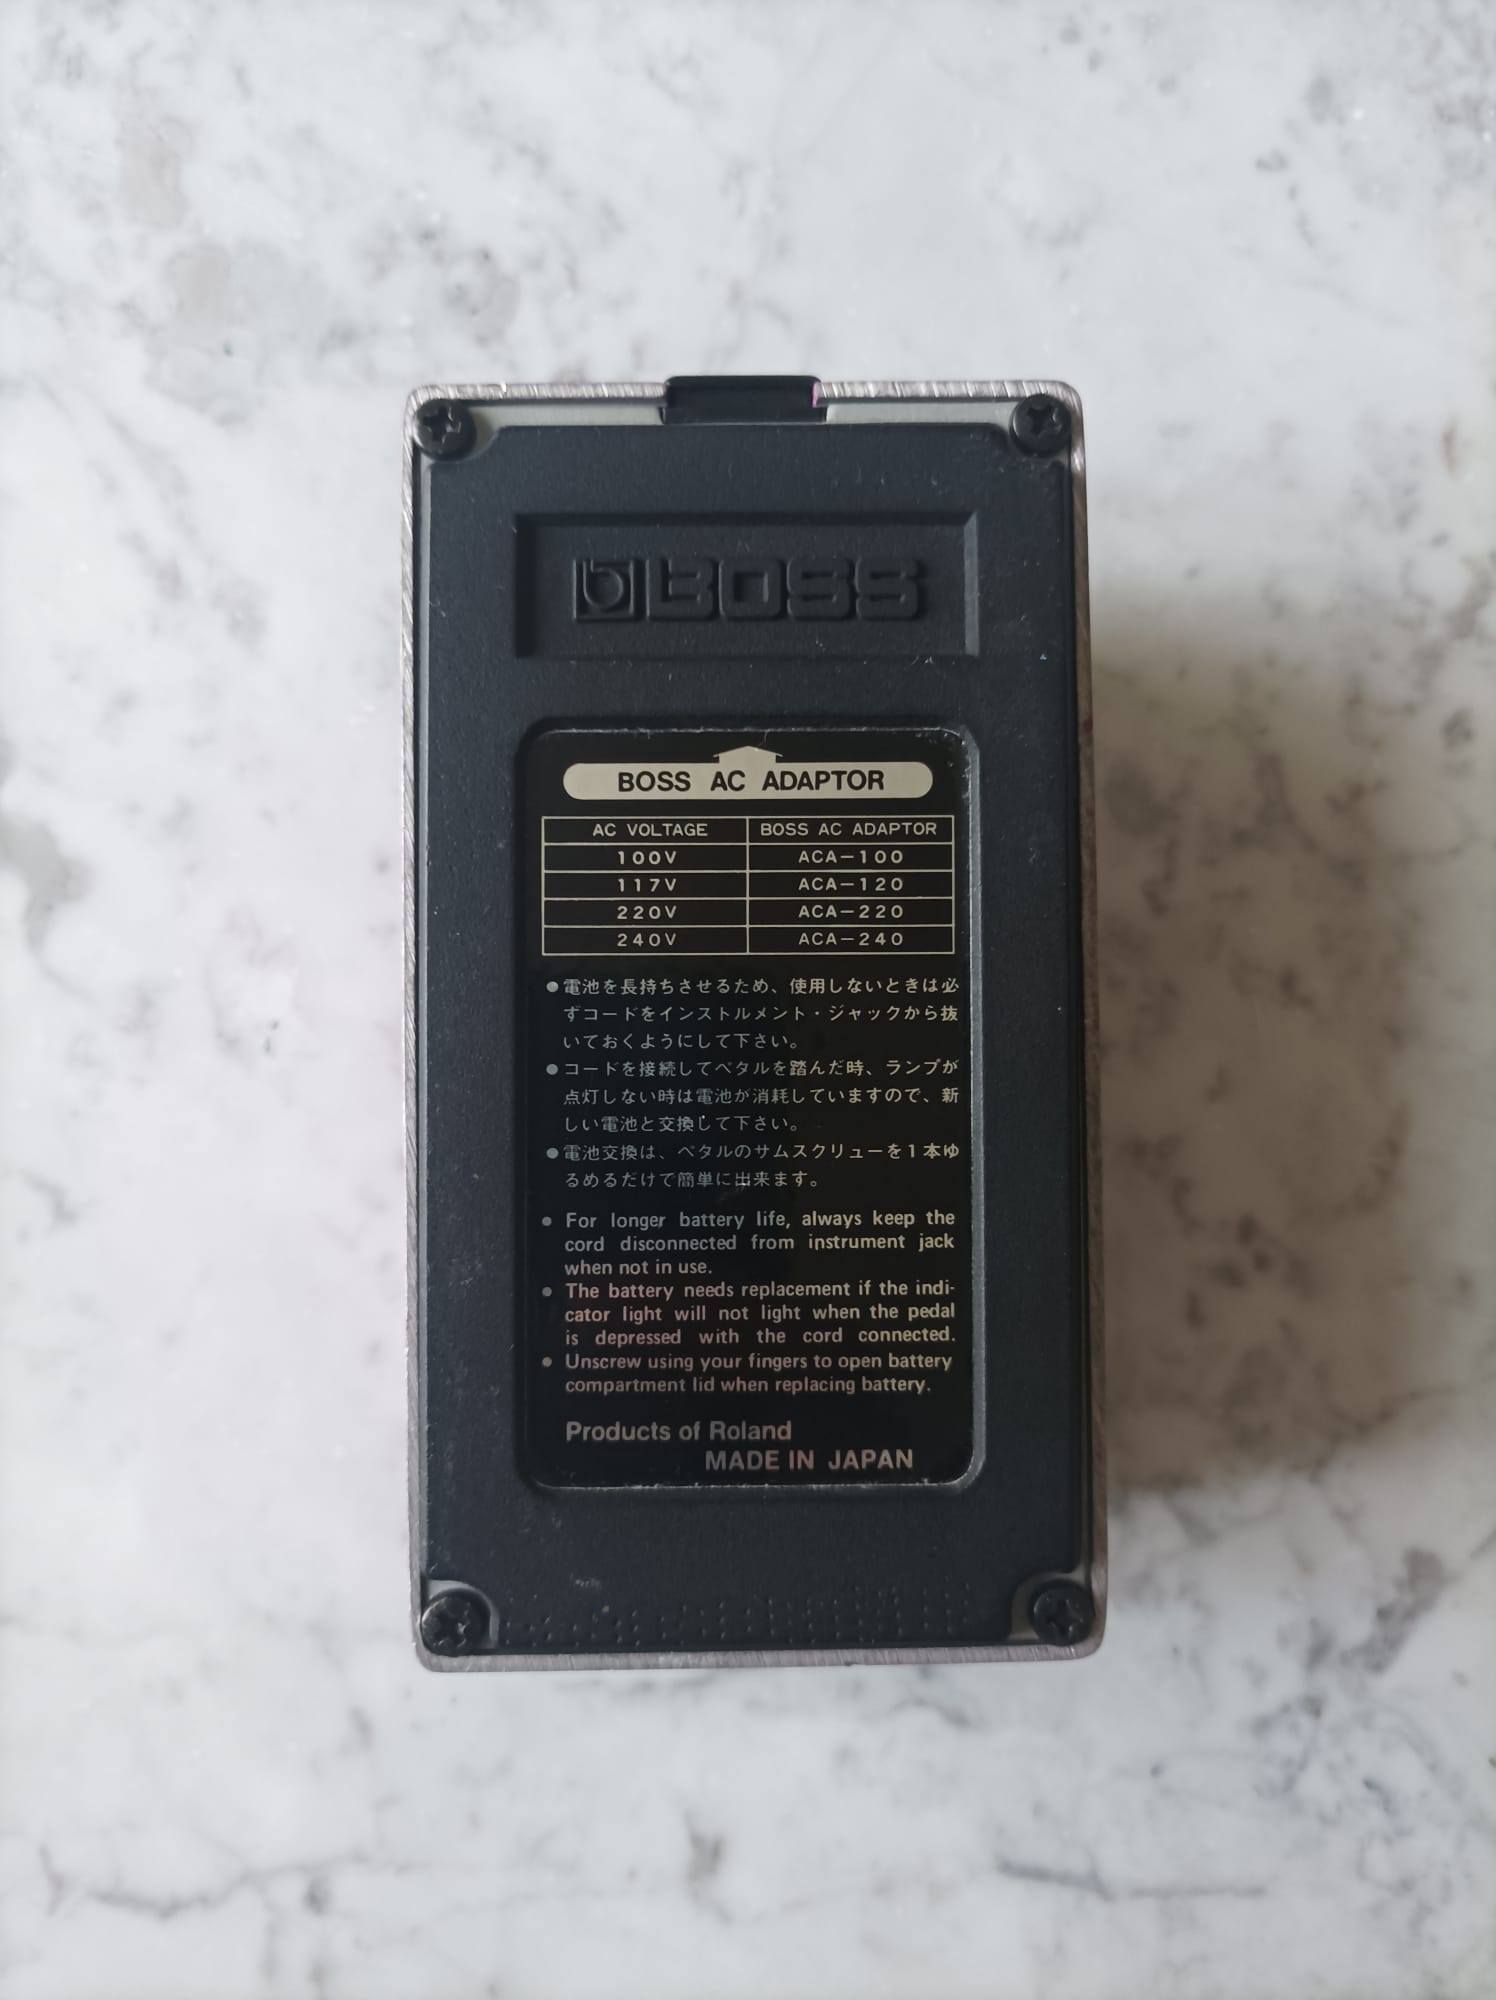 BOSS
BOSS AC ADAPTOR
AC VOLTAGE BOSS AC ADAPTOR
100V ACA-100
117V ACA-120
220V ACA-220
240V ACA-240
●電池を長持ちさせるため、使用しないときは必
ずコードをインストルメント・ジャックから抜
いておくようにして下さい。
●コードを接続してペタルを踏んだ時、ランプが
点灯しない時は電池が消耗していますので、新
しい電池と交換して下さい。
●電池交換は、ペタルのサムスクリューを1本ゆ
るめるだけで簡単に出来ます。
● For longer battery life, always keep the
cord disconnected from instrument jack
when not in use.
● The battery needs replacement if the indi-
cator light will not light when the pedal
is depressed with the cord connected.
● Unscrew using your fingers to open battery
compartment lid when replacing battery.
Products of Roland
MADE IN JAPAN